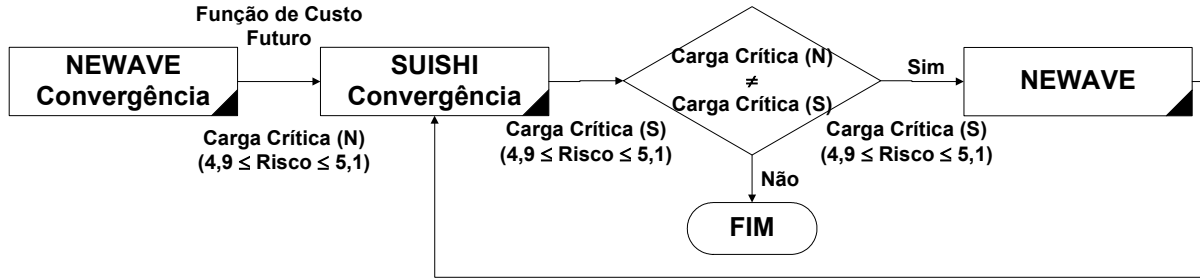 Função de Custo
Futuro
NEWAVE
Convergência
Carga Crítica (N)
(4,9 ≤ Risco ≤ 5,1)
SUISHI
Convergência
Carga Crítica (S)
(4,9 ≤ Risco ≤ 5,1)
Carga Crítica (N)
≠
Carga Crítica (S)
Sim
Carga Crítica (S)
(4,9 ≤ Risco ≤ 5,1)
NEWAVE
Não
FIM